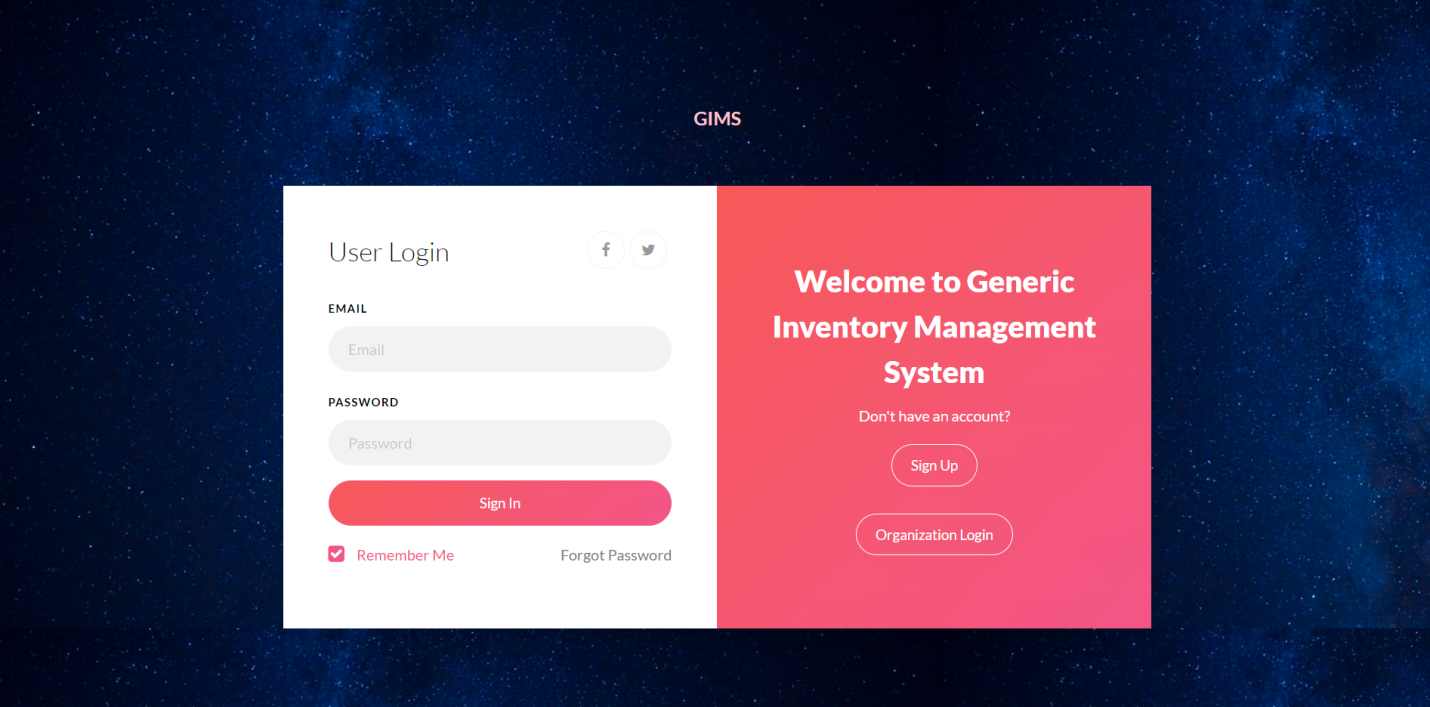 GIMS
User Login
EMAIL
Email
PASSWORD
Password
Sign In
Remember Me
Forgot Password
Welcome to Generic
Inventory Management
System
Don't have an account?
Sign Up
Organization Login